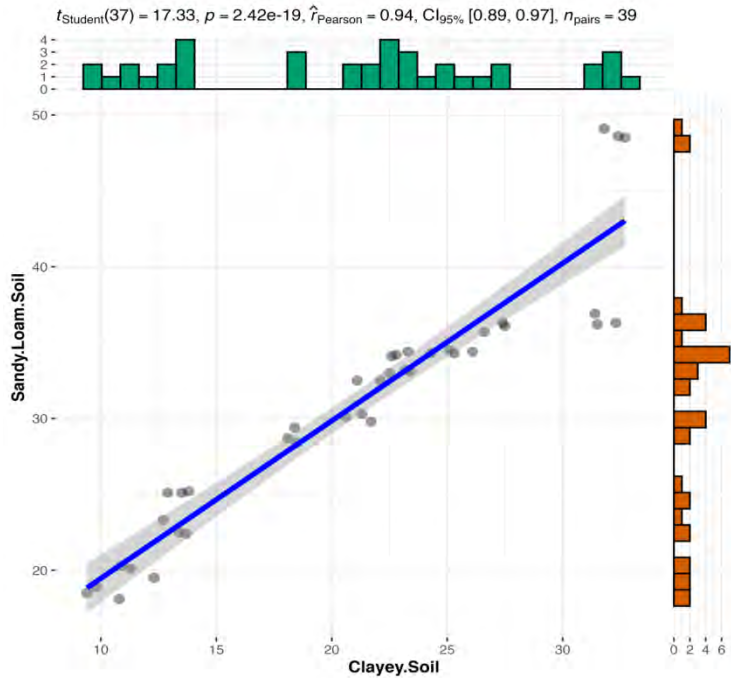 tStudent(37) = 17.33, p = 2.42e-19, r̂Pearson = 0.94, CI95% [0.89, 0.97], npairs = 39
4
3
2
1
0
50
40
30
20
Sandy.Loam.Soil
10 15 20 25 30
Clayey.Soil
0 2 4 6